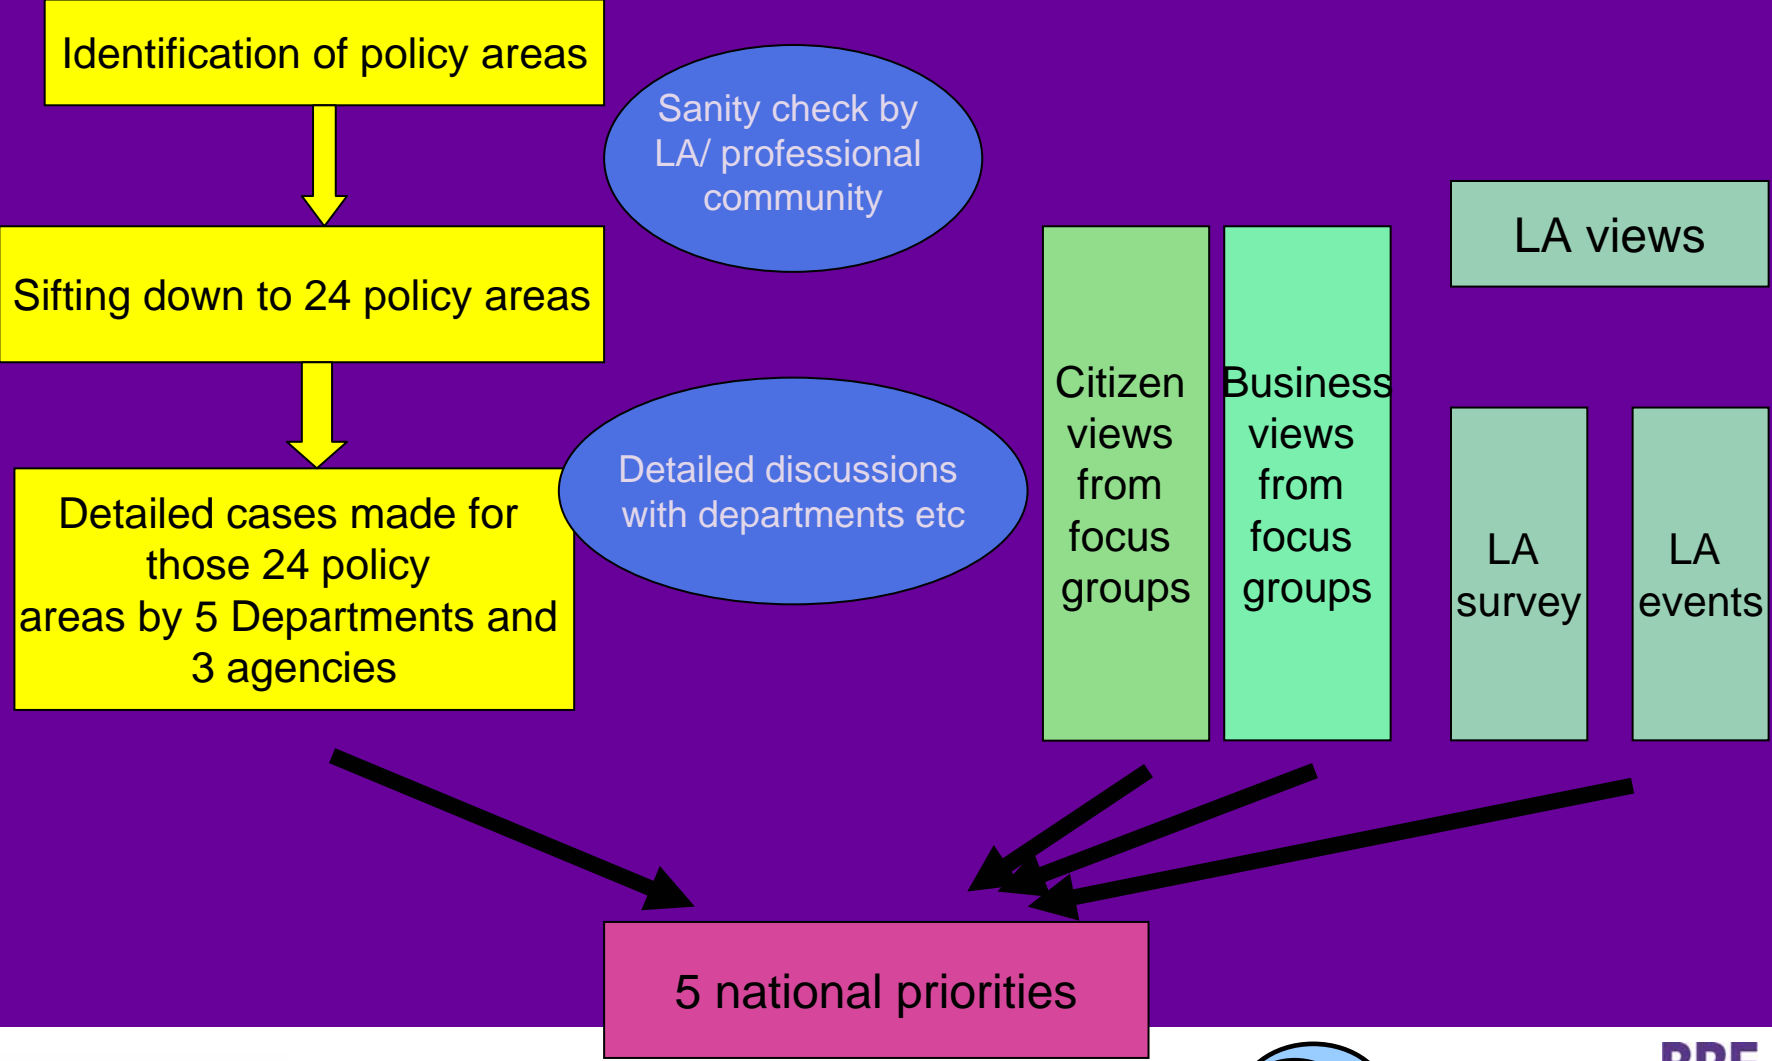 Identification of policy areas
Sanity check by
LA/ professional
community
Sifting down to 24 policy areas
Detailed discussions
with departments etc
Detailed cases made for
those 24 policy
areas by 5 Departments and
3 agencies
Citizen
views
from
focus
groups
Business
views
from
focus
groups
LA views
LA
survey
LA
events
5 national priorities